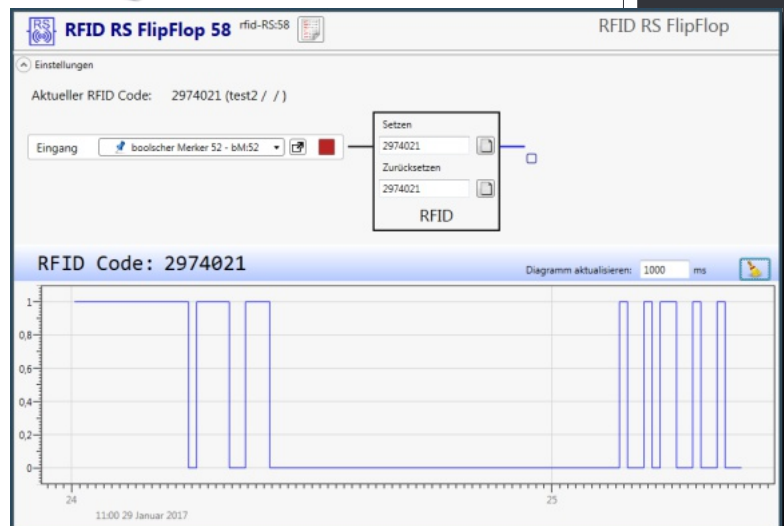 RS
RFID RS FlipFlop 58 rfid-RS:58
RFID RS FlipFlop
Einstellungen
Aktueller RFID Code: 2974021 (test2 / / )
Eingang boolscher Merker 52 - bM:52
Setzen
2974021
Zurücksetzen
2974021
RFID
RFID Code: 2974021
Diagramm aktualisieren: 1000 ms
1
0,8
0,6
0,4
0,2
0
24 25
11:00 29 Januar 2017